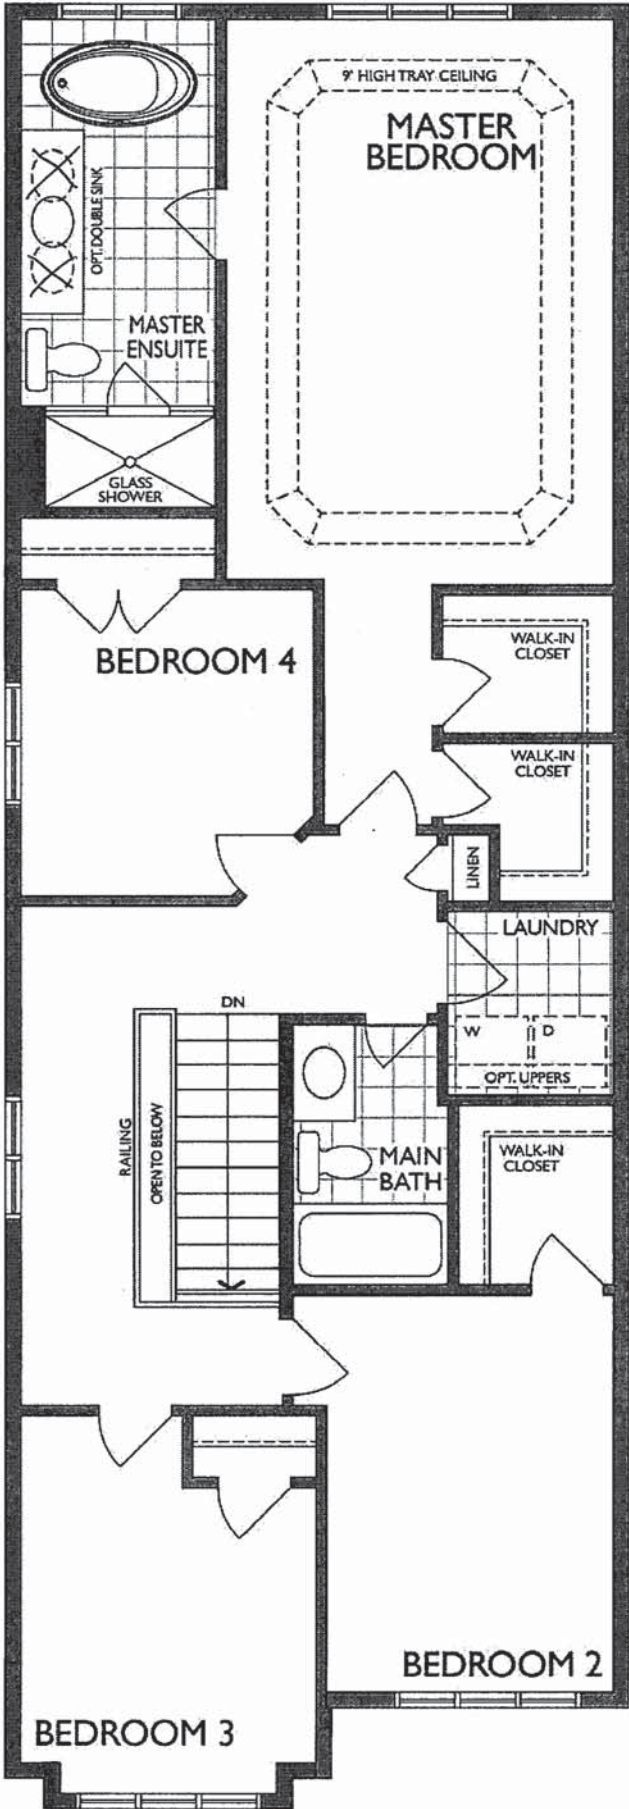 9' HIGH TRAY CEILING
MASTER
BEDROOM
OPT. DOUBLE SINK
MASTER
ENSUITE
GLASS
SHOWER
BEDROOM 4
WALK-IN
CLOSET
WALK-IN
CLOSET
LINEN
LAUNDRY
W
D
OPT. UPPERS
DN
RAILING
OPEN TO BELOW
MAIN
BATH
WALK-IN
CLOSET
BEDROOM 2
BEDROOM 3